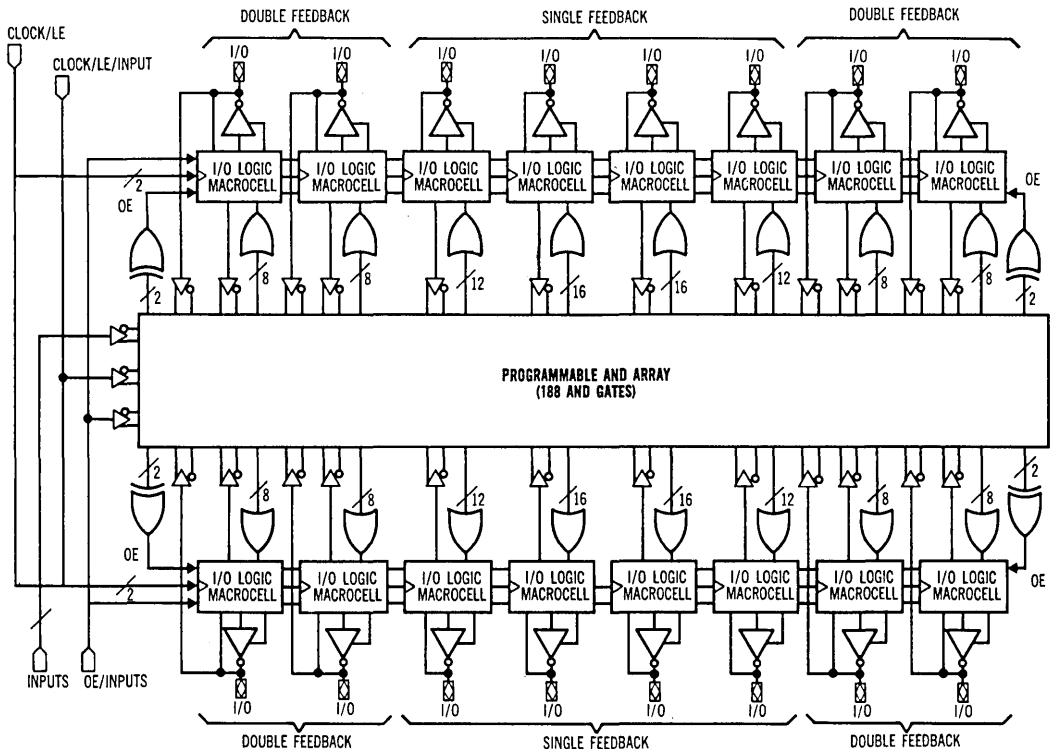 DOUBLE FEEDBACK SINGLE FEEDBACK DOUBLE FEEDBACK
CLOCK/LE
I/O I/O I/O I/O I/O I/O I/O I/O
CLOCK/LE/INPUT
I/O LOGIC MACROCELL
I/O LOGIC MACROCELL
I/O LOGIC MACROCELL
I/O LOGIC MACROCELL
I/O LOGIC MACROCELL
I/O LOGIC MACROCELL
I/O LOGIC MACROCELL
I/O LOGIC MACROCELL
2
OE OE
2 8 8 12 16 16 12 8 8 2
PROGRAMMABLE AND ARRAY
(188 AND GATES)
2 8 8 12 16 16 12 8 8 2
OE OE
2
I/O LOGIC MACROCELL
I/O LOGIC MACROCELL
I/O LOGIC MACROCELL
I/O LOGIC MACROCELL
I/O LOGIC MACROCELL
I/O LOGIC MACROCELL
I/O LOGIC MACROCELL
I/O LOGIC MACROCELL
INPUTS OE/INPUTS
I/O I/O I/O I/O I/O I/O I/O I/O
DOUBLE FEEDBACK SINGLE FEEDBACK DOUBLE FEEDBACK